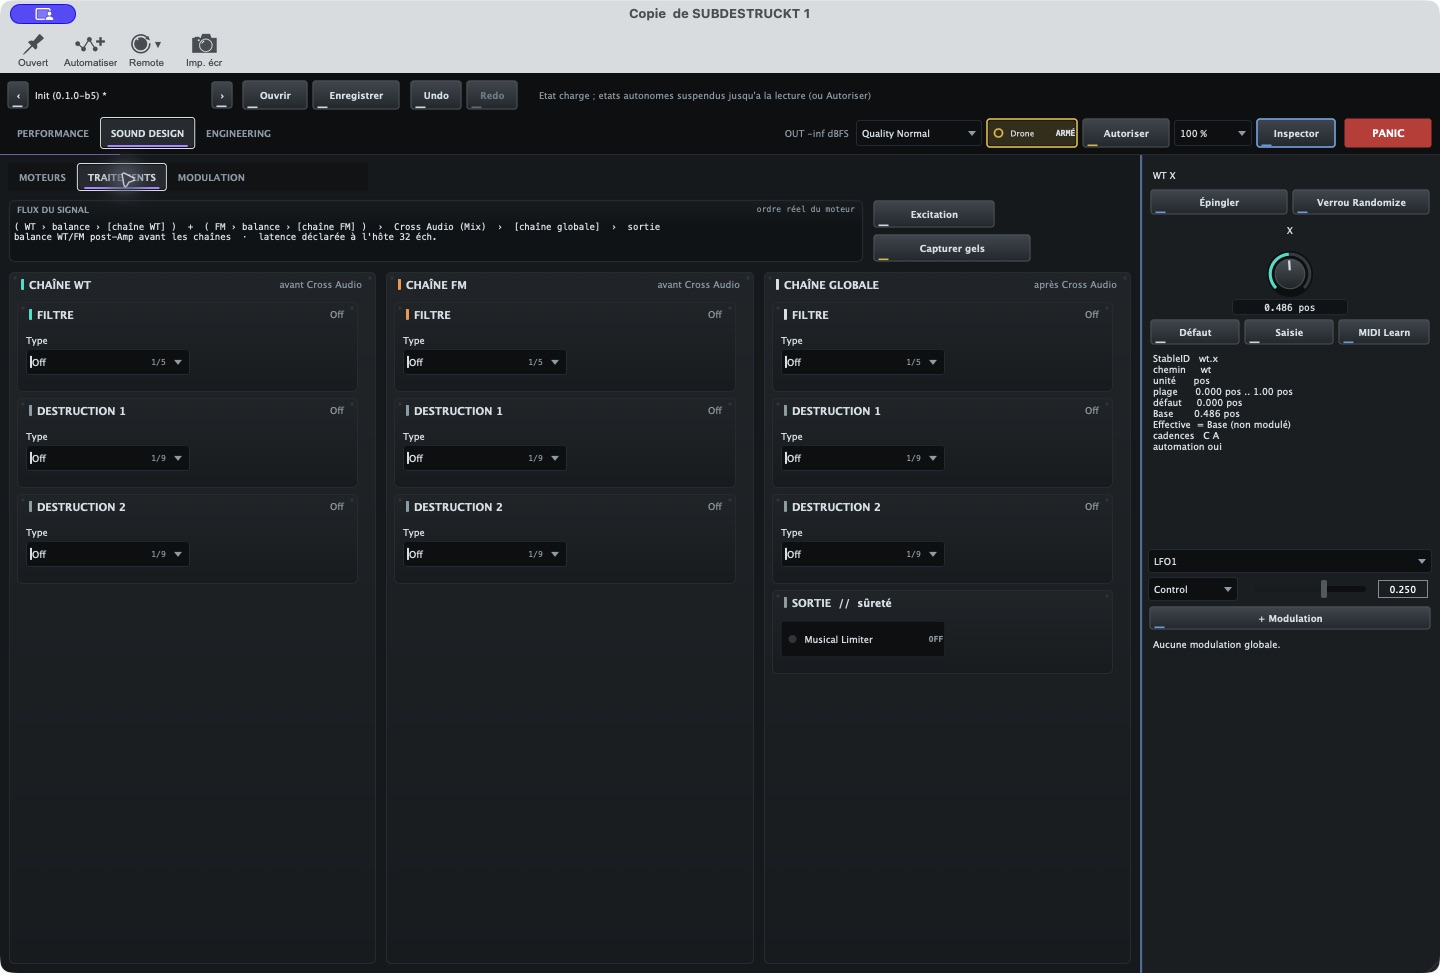 Copie  de SUBDESTRUCKT 1
Ouvert
Automatiser
Remote
Imp. écr
Init (0.1.0-b5) *
Ouvrir
Enregistrer
Undo
Redo
Etat charge ; etats autonomes suspendus jusqu'a la lecture (ou Autoriser)
PERFORMANCE
SOUND DESIGN
ENGINEERING
OUT -inf dBFS
Quality Normal
Drone
ARMÉ
Autoriser
100 %
Inspector
PANIC
MOTEURS
MODULATION
FLUX DU SIGNAL
ordre réel du moteur
( WT › balance › [chaîne WT] )  +  ( FM › balance › [chaîne FM] )  ›  Cross Audio (Mix)  ›  [chaîne globale]  ›  sortie
balance WT/FM post-Amp avant les chaînes  ·  latence déclarée à l'hôte 32 éch.
Excitation
Capturer gels
CHAÎNE WT
avant Cross Audio
FILTRE
Off
Type
Off
1/5
DESTRUCTION 1
Off
Type
Off
1/9
DESTRUCTION 2
Off
Type
Off
1/9
CHAÎNE FM
avant Cross Audio
FILTRE
Off
Type
Off
1/5
DESTRUCTION 1
Off
Type
Off
1/9
DESTRUCTION 2
Off
Type
Off
1/9
CHAÎNE GLOBALE
après Cross Audio
FILTRE
Off
Type
Off
1/5
DESTRUCTION 1
Off
Type
Off
1/9
DESTRUCTION 2
Off
Type
Off
1/9
SORTIE  //  sûreté
Musical Limiter
OFF
WT X
Épingler
Verrou Randomize
X
0.486 pos
Défaut
Saisie
MIDI Learn
StableID   wt.x
chemin   wt
unité   pos
plage   0.000 pos .. 1.00 pos
défaut   0.000 pos
Base   0.486 pos
Effective  = Base (non modulé)
cadences   C A
automation oui
LFO1
Control
0.250
+ Modulation
Aucune modulation globale.